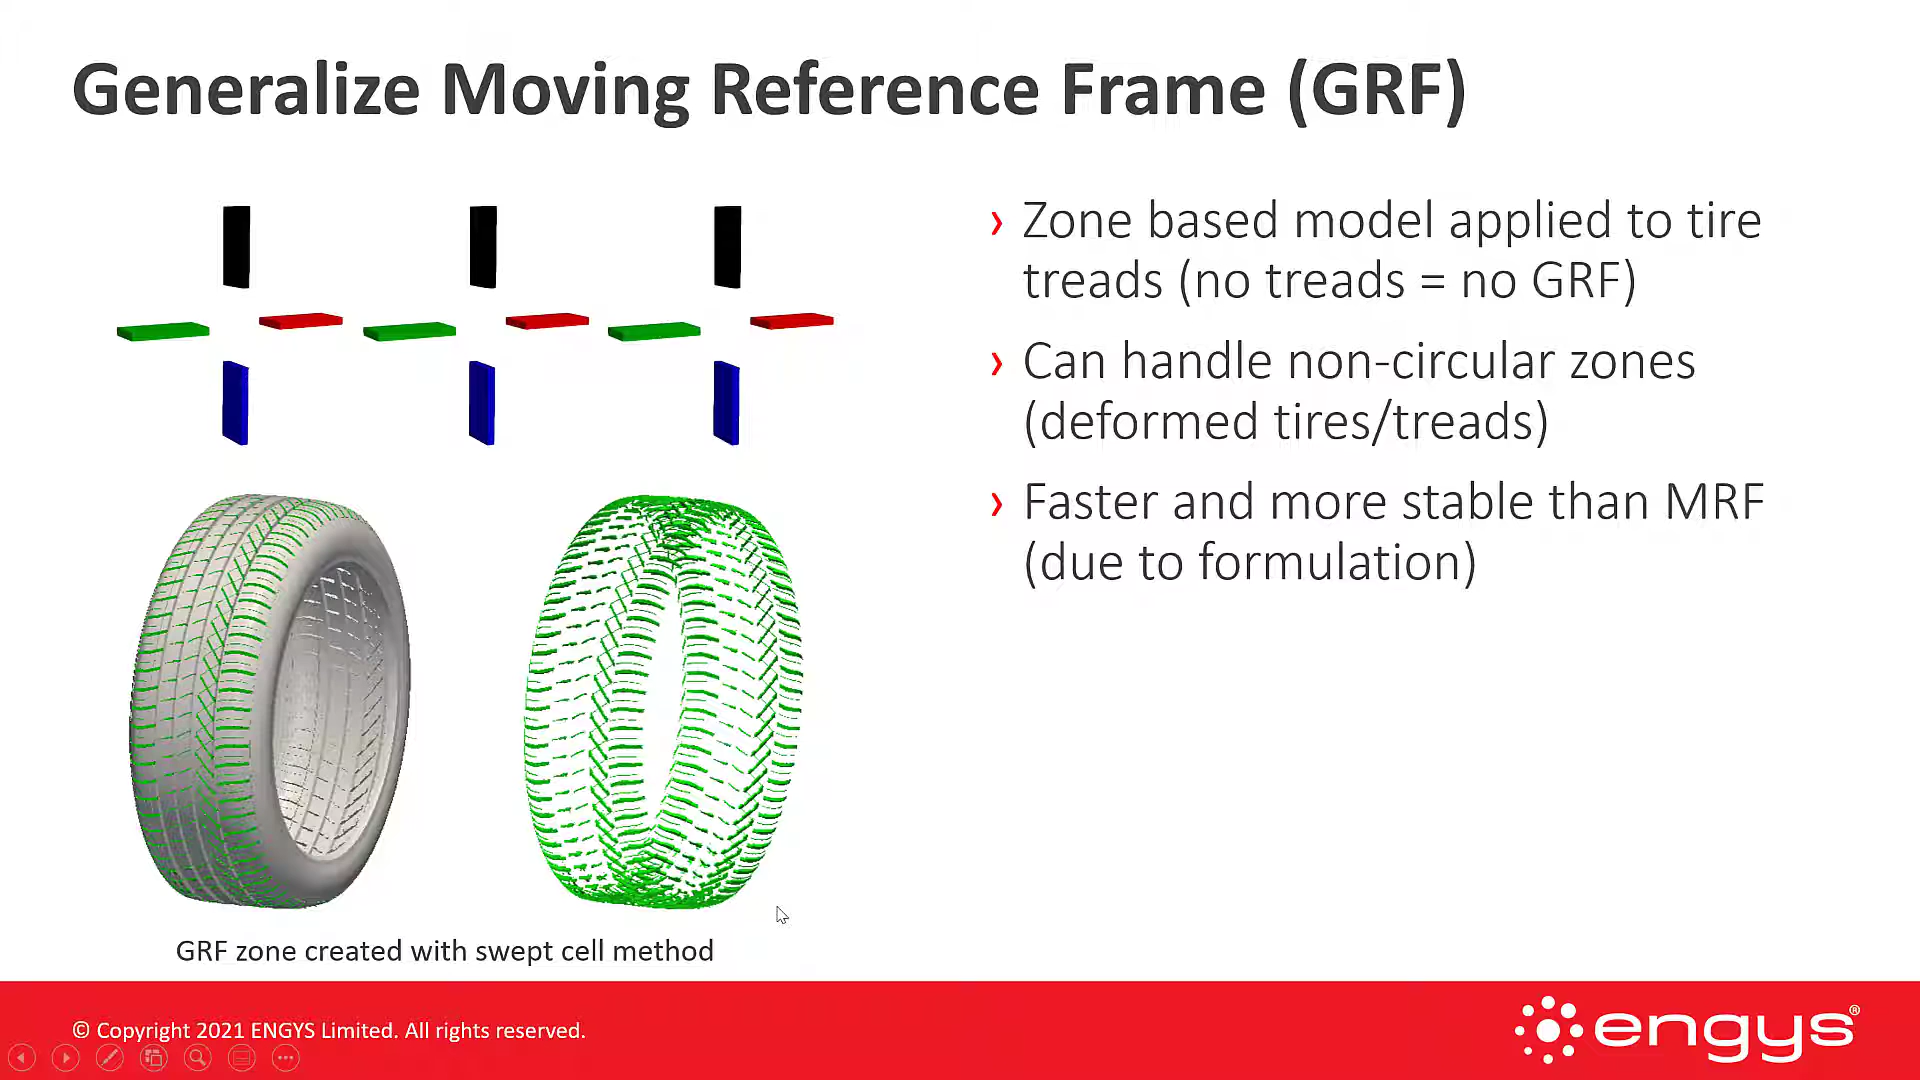 Generalize Moving Reference Frame (GRF)
› Zone based model applied to tire
treads (no treads = no GRF)
› Can handle non-circular zones
(deformed tires/treads)
› Faster and more stable than MRF
(due to formulation)
GRF zone created with swept cell method
© Copyright 2021 ENGYS Limited. All rights reserved.
engys®